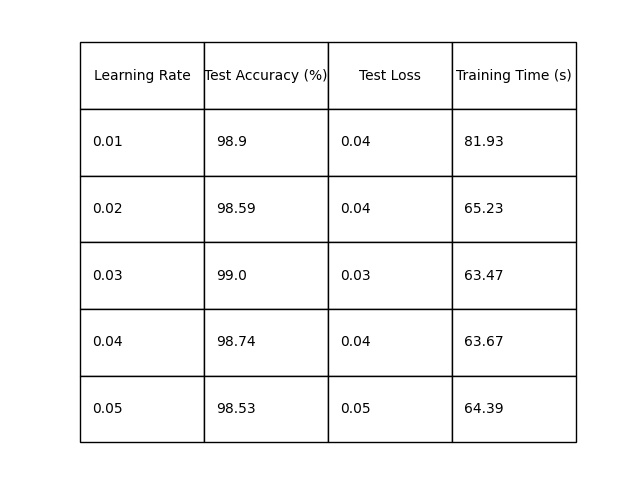 Learning Rate Test Accuracy (%) Test Loss Training Time (s)
0.01 98.9 0.04 81.93
0.02 98.59 0.04 65.23
0.03 99.0 0.03 63.47
0.04 98.74 0.04 63.67
0.05 98.53 0.05 64.39